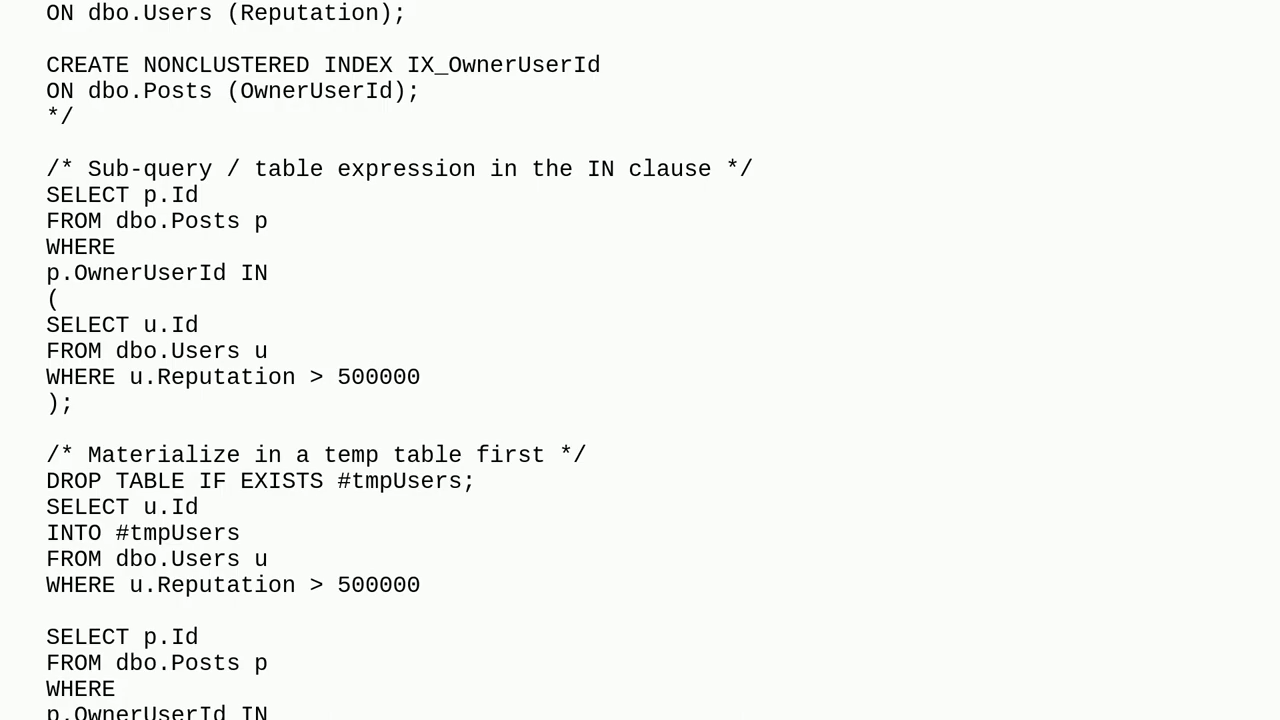 ON dbo.Users (Reputation);
CREATE NONCLUSTERED INDEX IX_OwnerUserId
ON dbo.Posts (OwnerUserId);
*/
/* Sub-query / table expression in the IN clause */
SELECT p.Id
FROM dbo.Posts p
WHERE
p.OwnerUserId IN
(
SELECT u.Id
FROM dbo.Users u
WHERE u.Reputation > 500000
);
/* Materialize in a temp table first */
DROP TABLE IF EXISTS #tmpUsers;
SELECT u.Id
INTO #tmpUsers
FROM dbo.Users u
WHERE u.Reputation > 500000
SELECT p.Id
FROM dbo.Posts p
WHERE
p.OwnerUserId IN